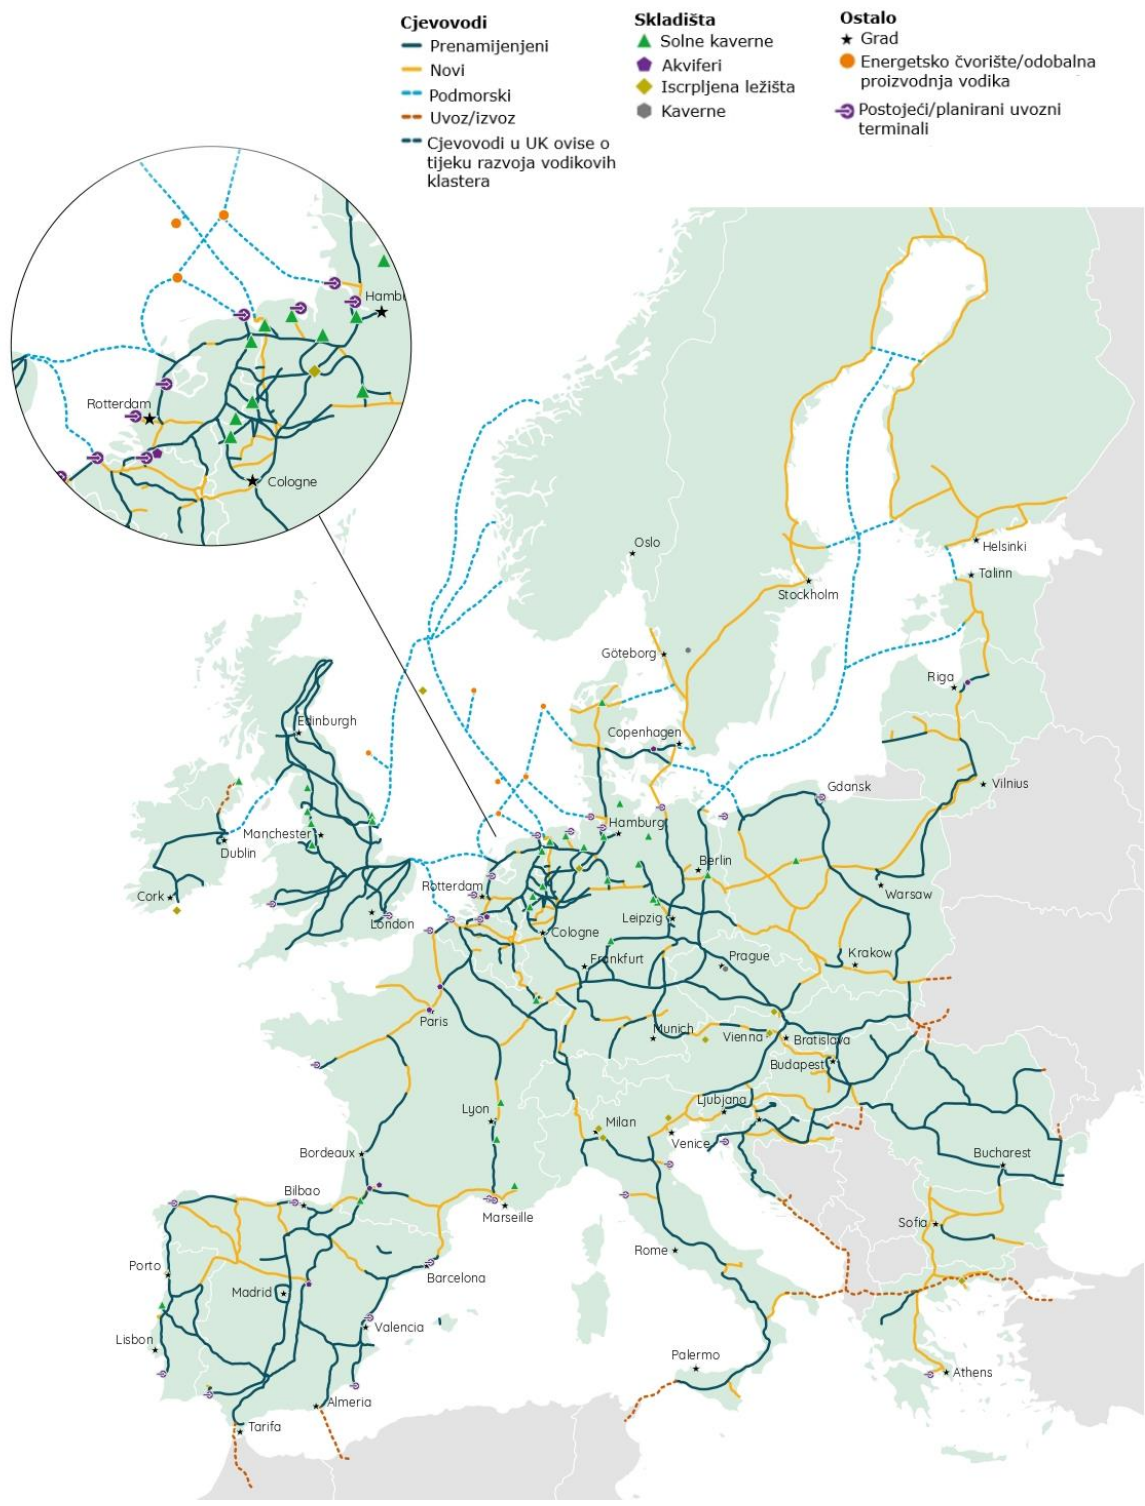 Cjevovodi
Prenamijenjeni
Novi
Podmorski
Uvoz/izvoz
Cjevovodi u UK ovise o
tijeku razvoja vodikovih
klastera
Skladišta
Solne kaverne
Akviferi
Iscrpljena ležišta
Kaverne
Ostalo
Grad
Energetsko čvorište/odobalna
proizvodnja vodika
Postojeći/planirani uvozni
terminali
Hambu
Rotterdam
Cologne
Oslo
Helsinki
Talinn
Stockholm
Göteborg
Riga
Edinburgh
Copenhagen
Vilnius
Gdansk
Manchester
Hamburg
Dublin
Berlin
Warsaw
Rotterdam
Cork
London
Leipzig
Cologne
Frankfurt
Prague
Krakow
Paris
Munich
Vienna
Bratislava
Budapest
Ljubjana
Lyon
Milan
Venice
Bordeaux
Bucharest
Bilbao
Marseille
Sofia
Rome
Porto
Barcelona
Madrid
Valencia
Lisbon
Palermo
Athens
Almeria
Tarifa